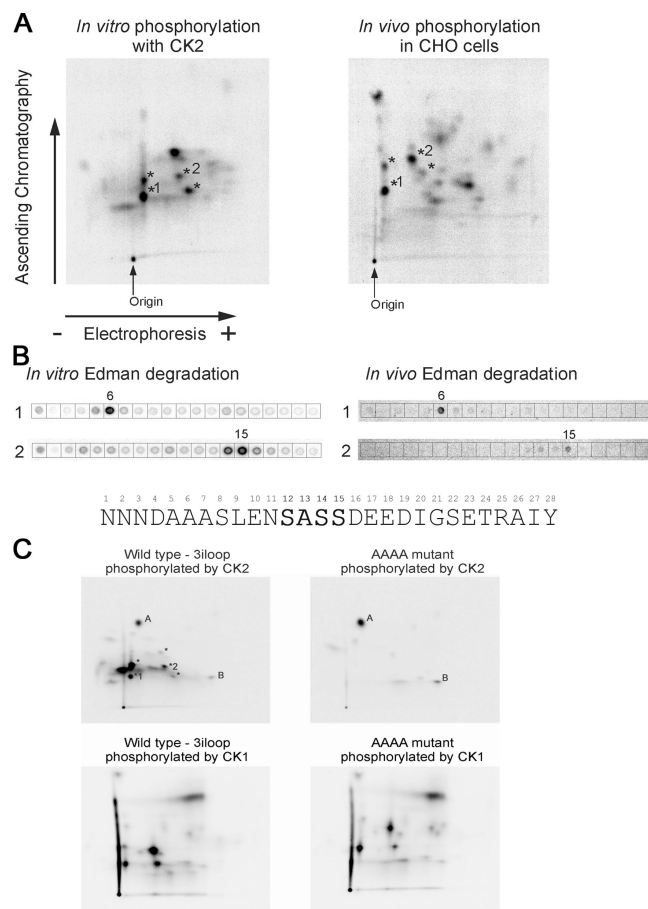 A
In vitro phosphorylation
with CK2
In vivo phosphorylation
in CHO cells
Ascending Chromatography
*
*2
*1
*
Origin
*2
*
*
*1
Origin
- Electrophoresis +
B
In vitro Edman degradation
In vivo Edman degradation
6
1
15
2
6
1
15
2
1 2 3 4 5 6 7 8 9 10 11 12 13 14 15 16 17 18 19 20 21 22 23 24 25 26 27 28
NNNDAAASLENSASSDEEDIGSETRAIY
C
Wild type - 3iloop
phosphorylated by CK2
AAAA mutant
phosphorylated by CK2
A
*
*
*2
*1
*
B
A
B
Wild type - 3iloop
phosphorylated by CK1
AAAA mutant
phosphorylated by CK1